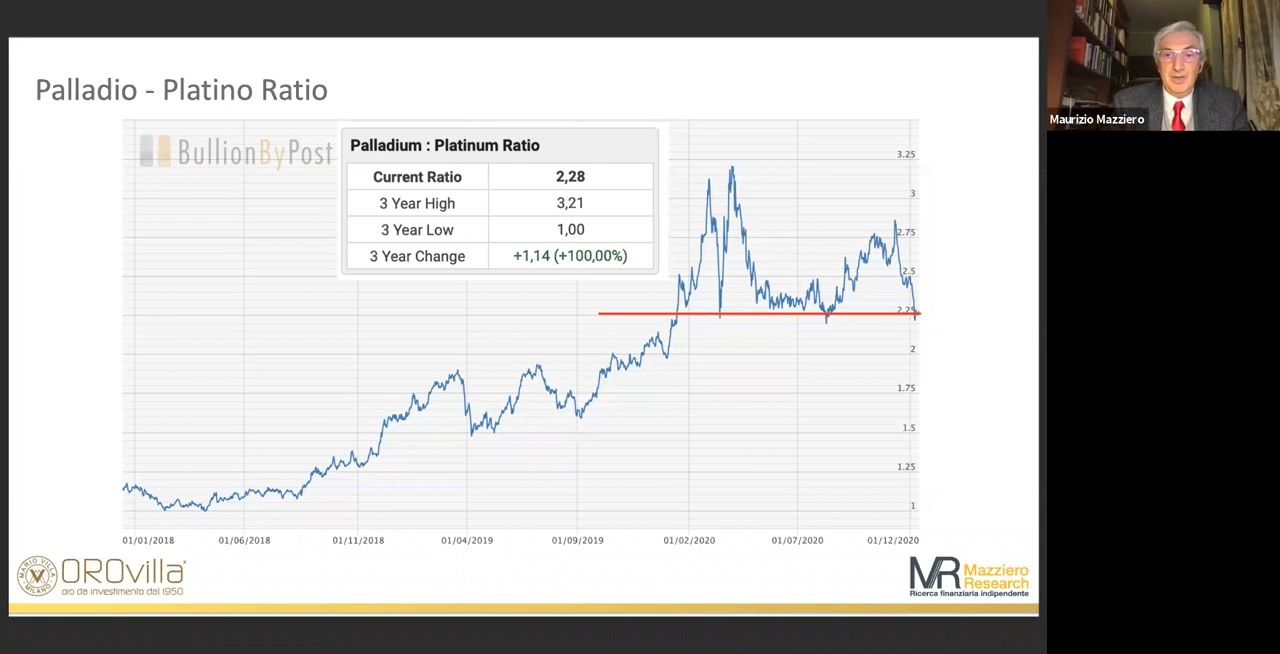 Palladio - Platino Ratio
BullionByPost
Palladium : Platinum Ratio
Current Ratio 2,28
3 Year High 3,21
3 Year Low 1,00
3 Year Change +1,14 (+100,00%)
3.25
3
2.75
2.5
2.25
2
1.75
1.5
1.25
1
01/01/2018 01/06/2018 01/11/2018 01/04/2019 01/09/2019 01/02/2020 01/07/2020 01/12/2020
MARIO VILLA MILANO
OROvilla
oro da investimento dal 1950
MR Mazziero
Research
Ricerca finanziaria indipendente
Maurizio Mazziero